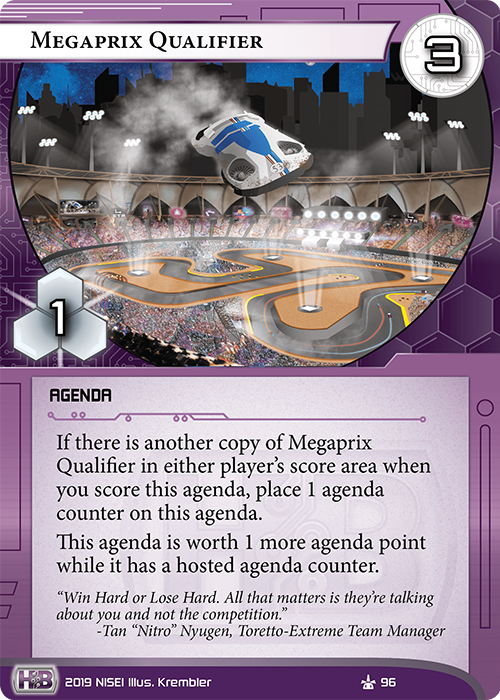 MEGAPRIX QUALIFIER
3
1
AGENDA
If there is another copy of Megaprix
Qualifier in either player's score area when
you score this agenda, place 1 agenda
counter on this agenda.
This agenda is worth 1 more agenda point
while it has a hosted agenda counter.
“Win Hard or Lose Hard. All that matters is they're talking
about you and not the competition.”
-Tan “Nitro” Nyugen, Toretto-Extreme Team Manager
HB 2019 NISEI Illus. Krembler 96